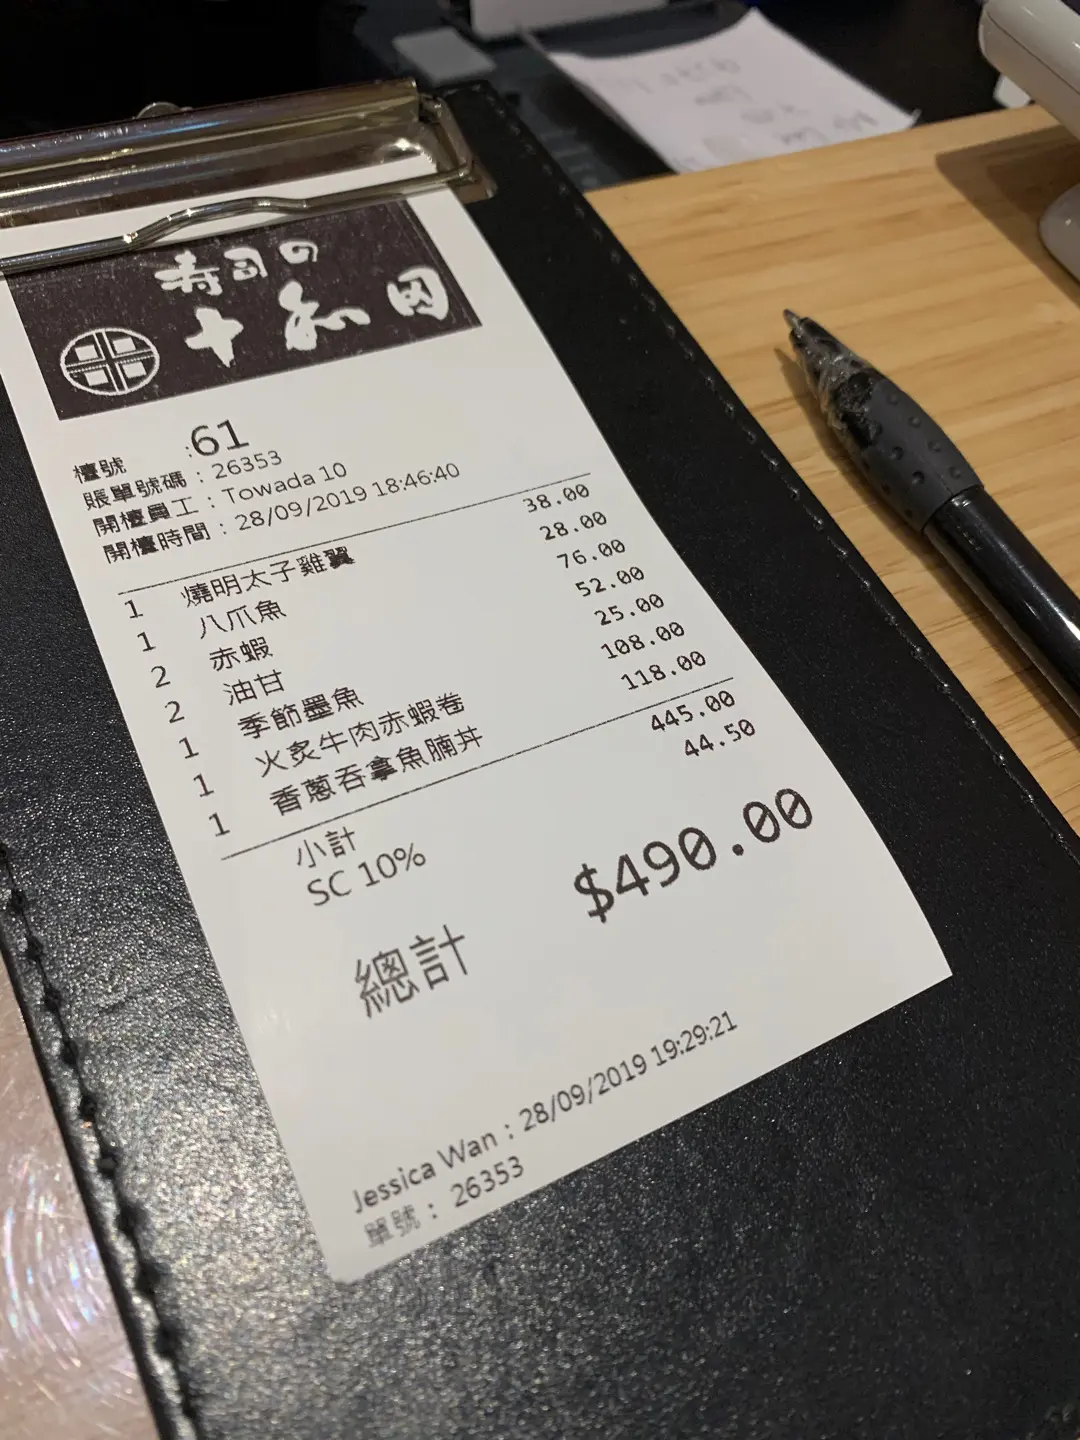 寿司の
十和田
檯號 :61
賬單號碼 : 26353
開檯員工 : Towada 10
開檯時間 : 28/09/2019 18:46:40
1 燒明太子雞翼 38.00
1 八爪魚 28.00
2 赤蝦 76.00
2 油甘 52.00
1 季節墨魚 25.00
1 火炙牛肉赤蝦卷 108.00
1 香蔥吞拿魚腩丼 118.00
小計 445.00
SC 10% 44.50
總計 $490.00
Jessica Wan : 28/09/2019 19:29:21
單號 : 26353